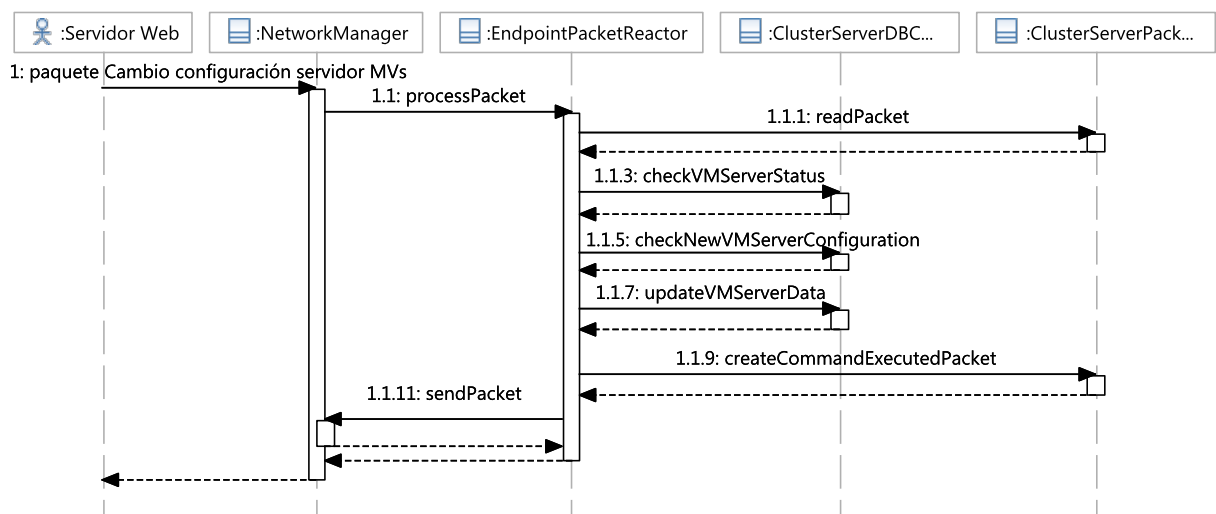 :Servidor Web
:NetworkManager
:EndpointPacketReactor
:ClusterServerDBC...
:ClusterServerPack...
1: paquete Cambio configuración servidor MVs
1.1: processPacket
1.1.1: readPacket
1.1.3: checkVMServerStatus
1.1.5: checkNewVMServerConfiguration
1.1.7: updateVMServerData
1.1.9: createCommandExecutedPacket
1.1.11: sendPacket